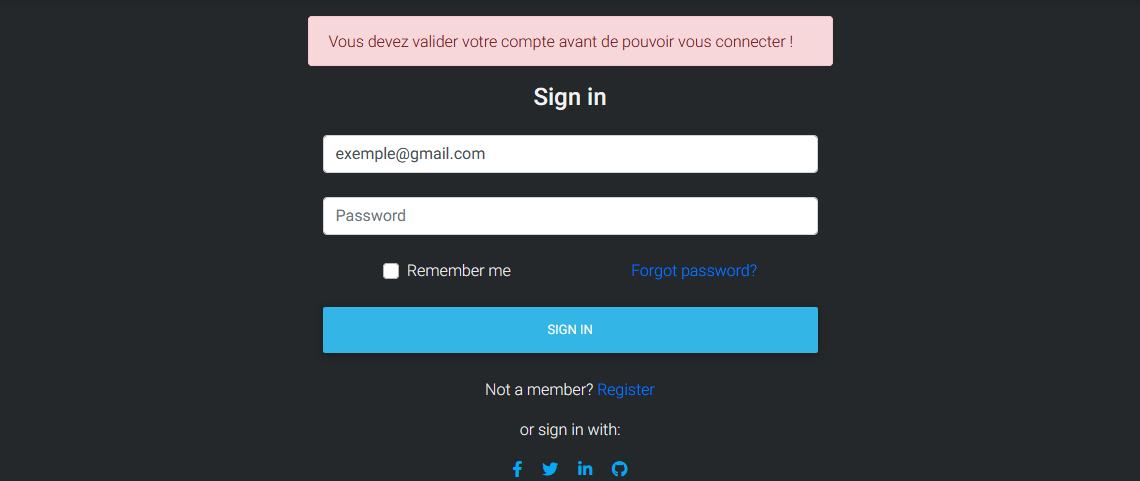 Vous devez valider votre compte avant de pouvoir vous connecter !
Sign in
exemple@gmail.com
Password
Remember me
Forgot password?
SIGN IN
Not a member? Register
or sign in with: